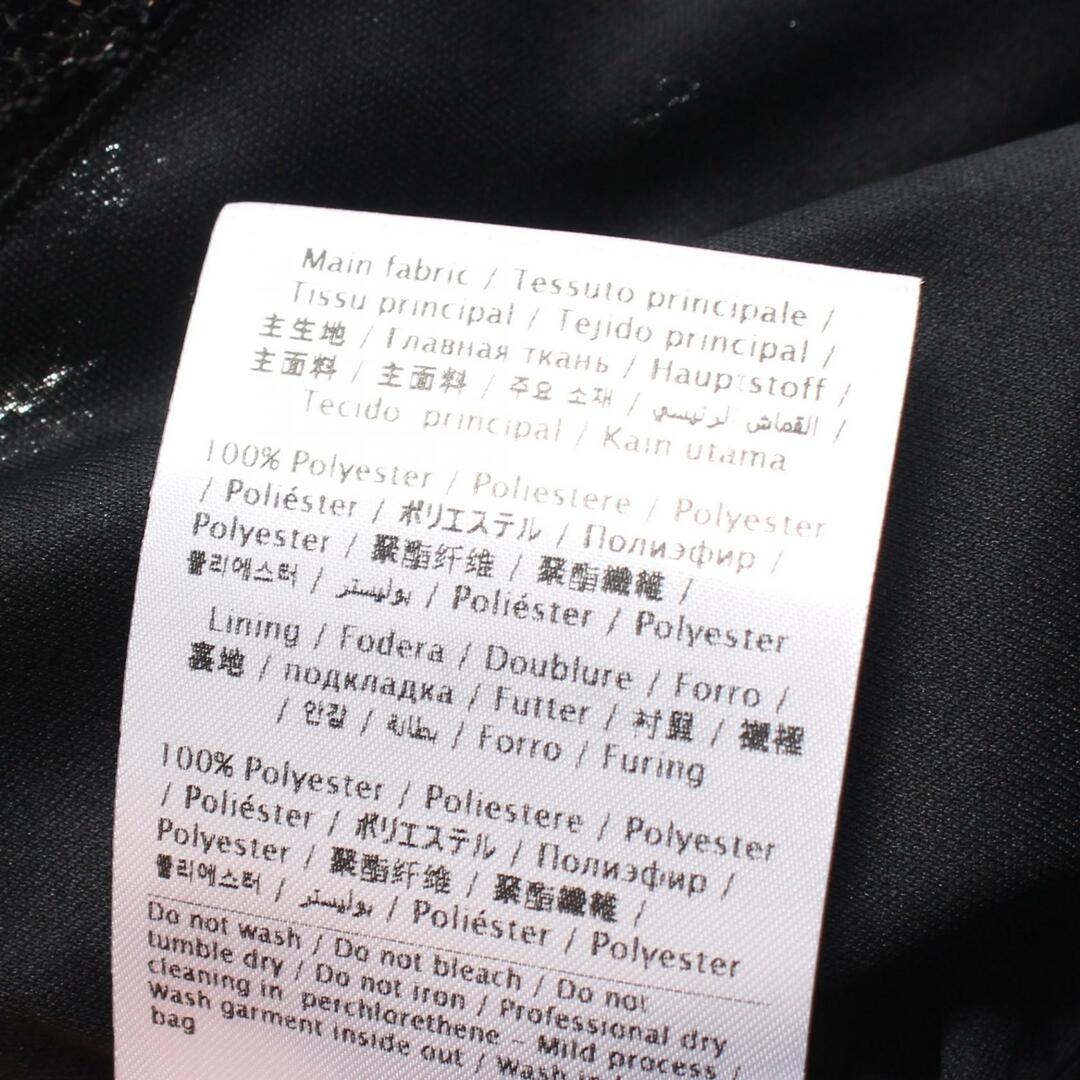 Main fabric / Tessuto principale /
Tissu principal / Tejido principal /
主生地 / Главная ткань / Hauptstoff /
主面料 / 主面料 / 주요 소재 / القماش الرئيسي /
Tecido principal / Kain utama
100% Polyester / Poliestere / Polyester
/ Poliéster / ポリエステル / Полиэфир /
Polyester / 聚酯纤维 / 聚酯纖維 /
폴리에스터 / بوليستر / Poliéster / Polyester
Lining / Fodera / Doublure / Forro /
裏地 / подкладка / Futter / 衬里 / 襯裡
/ 안감 / بطانة / Forro / Furing
100% Polyester / Poliestere / Polyester
/ Poliéster / ポリエステル / Полиэфир /
Polyester / 聚酯纤维 / 聚酯纖維 /
폴리에스터 / بوليستر / Poliéster / Polyester
Do not wash / Do not bleach / Do not
tumble dry / Do not iron / Professional dry
cleaning in perchlorethene - Mild process /
Wash garment inside out / Wash in
bag